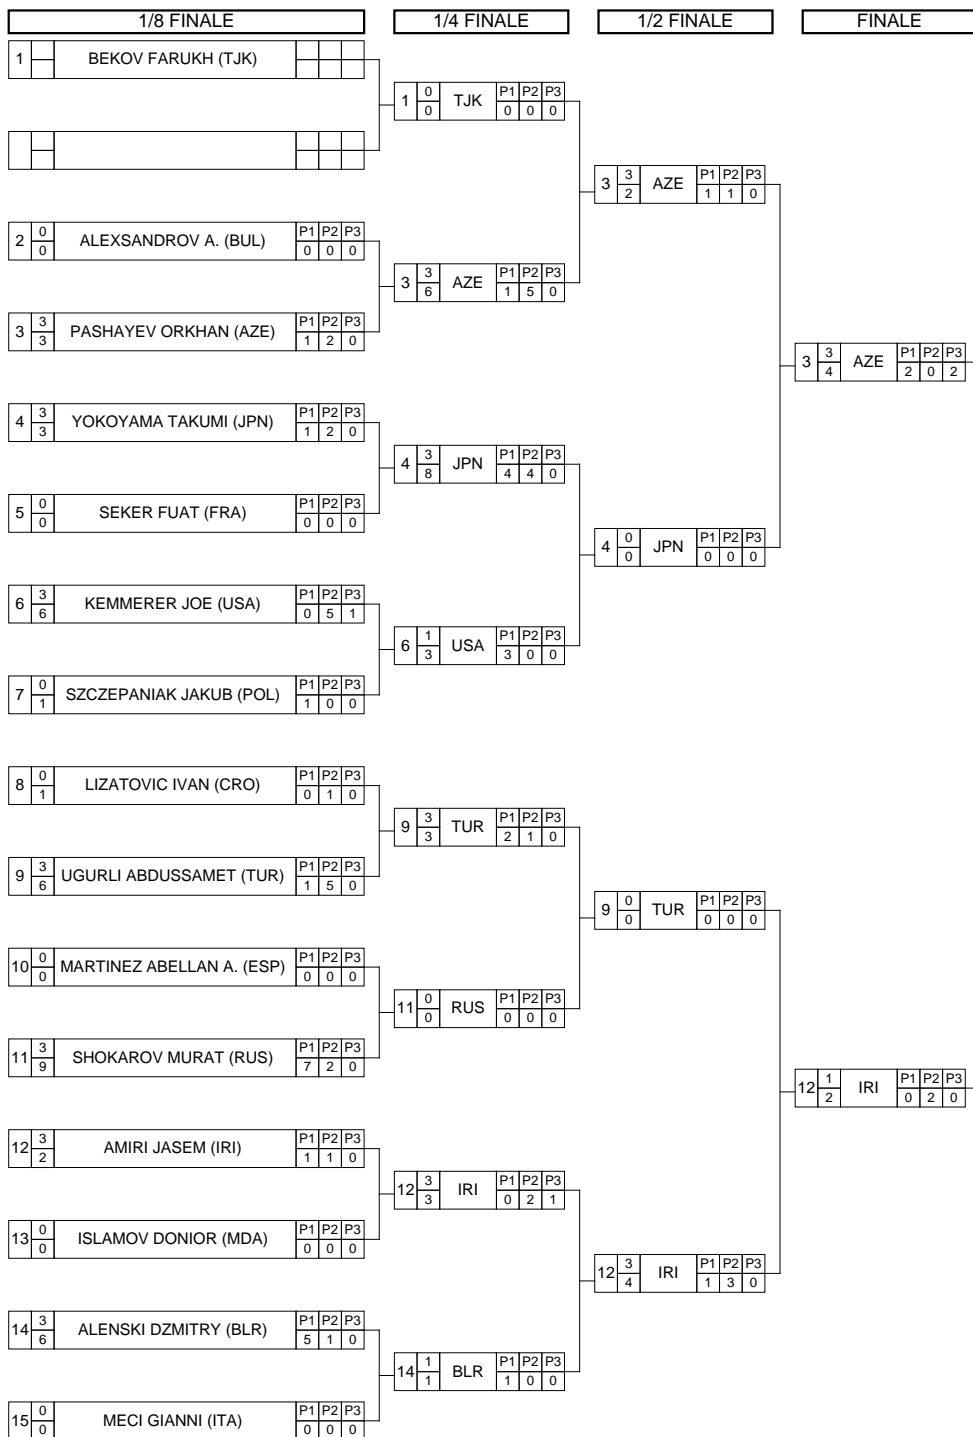 1/8 FINALE 1/4 FINALE 1/2 FINALE FINALE
1 BEKOV FARUKH (TJK)
1 0 TJK P1 P2 P3
0 0 0 0
3 3 AZE P1 P2 P3
2 1 1 0
2 0 ALEXSANDROV A. (BUL) P1 P2 P3
0 0 0 0
3 3 AZE P1 P2 P3
6 1 5 0
3 3 PASHAYEV ORKHAN (AZE) P1 P2 P3
3 1 2 0
3 3 AZE P1 P2 P3
4 2 0 2
4 3 YOKOYAMA TAKUMI (JPN) P1 P2 P3
3 1 2 0
4 3 JPN P1 P2 P3
8 4 4 0
5 0 SEKER FUAT (FRA) P1 P2 P3
0 0 0 0
4 0 JPN P1 P2 P3
0 0 0 0
6 3 KEMMERER JOE (USA) P1 P2 P3
6 0 5 1
6 1 USA P1 P2 P3
3 3 0 0
7 0 SZCZEPANIAK JAKUB (POL) P1 P2 P3
1 1 0 0
8 0 LIZATOVIC IVAN (CRO) P1 P2 P3
1 0 1 0
9 3 TUR P1 P2 P3
3 2 1 0
9 3 UGURLI ABDUSSAMET (TUR) P1 P2 P3
6 1 5 0
9 0 TUR P1 P2 P3
0 0 0 0
10 0 MARTINEZ ABELLAN A. (ESP) P1 P2 P3
0 0 0 0
11 0 RUS P1 P2 P3
0 0 0 0
11 3 SHOKAROV MURAT (RUS) P1 P2 P3
9 7 2 0
12 1 IRI P1 P2 P3
2 0 2 0
12 3 AMIRI JASEM (IRI) P1 P2 P3
2 1 1 0
12 3 IRI P1 P2 P3
3 0 2 1
13 0 ISLAMOV DONIOR (MDA) P1 P2 P3
0 0 0 0
12 3 IRI P1 P2 P3
4 1 3 0
14 3 ALENSKI DZMITRY (BLR) P1 P2 P3
6 5 1 0
14 1 BLR P1 P2 P3
1 1 0 0
15 0 MECI GIANNI (ITA) P1 P2 P3
0 0 0 0